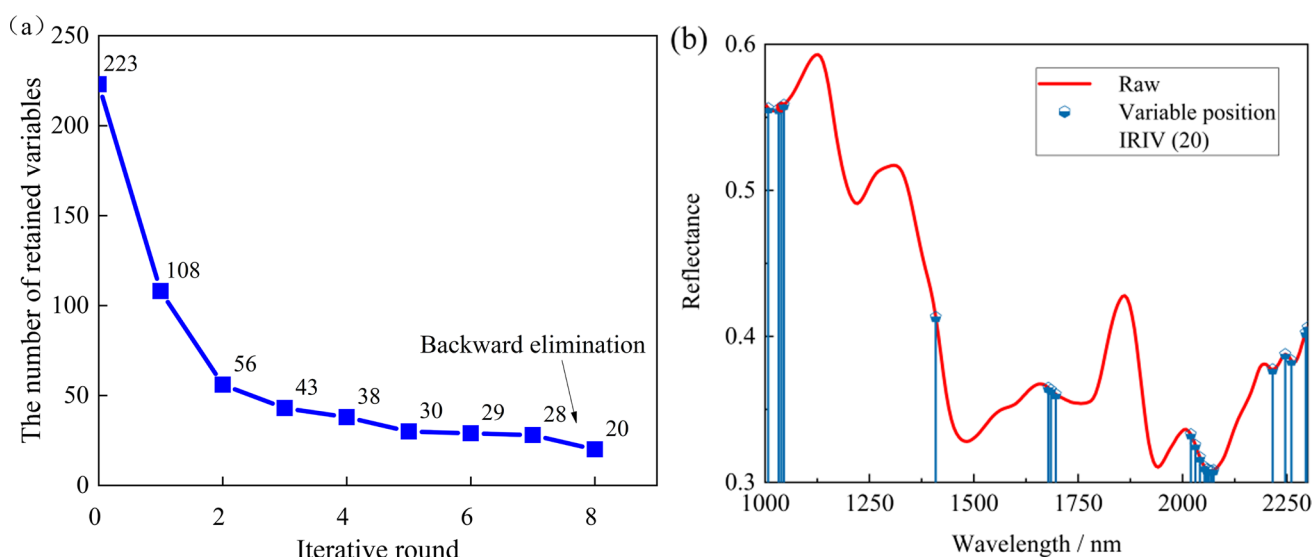 (a)
The number of retained variables
250
200
150
100
50
0
223
108
56
43
38
30
29
28
20
Backward elimination
0 2 4 6 8
Iterative round
(b)
Reflectance
0.6
0.5
0.4
0.3
Raw
Variable position
IRIV (20)
1000 1250 1500 1750 2000 2250
Wavelength / nm